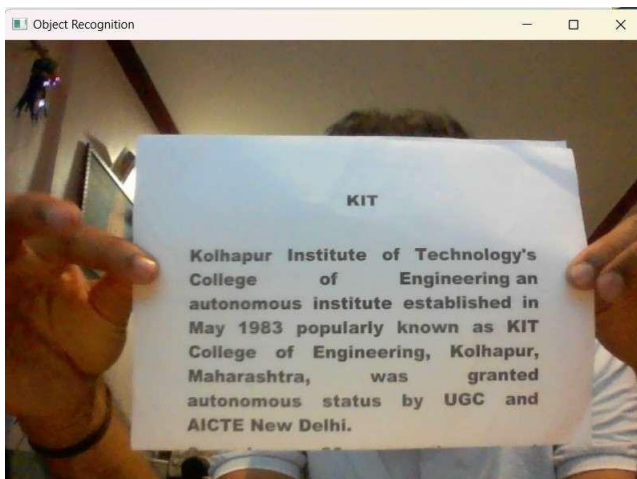 Object Recognition
KIT
Kolhapur Institute of Technology's
College of Engineering an
autonomous institute established in
May 1983 popularly known as KIT
College of Engineering, Kolhapur,
Maharashtra, was granted
autonomous status by UGC and
AICTE New Delhi.